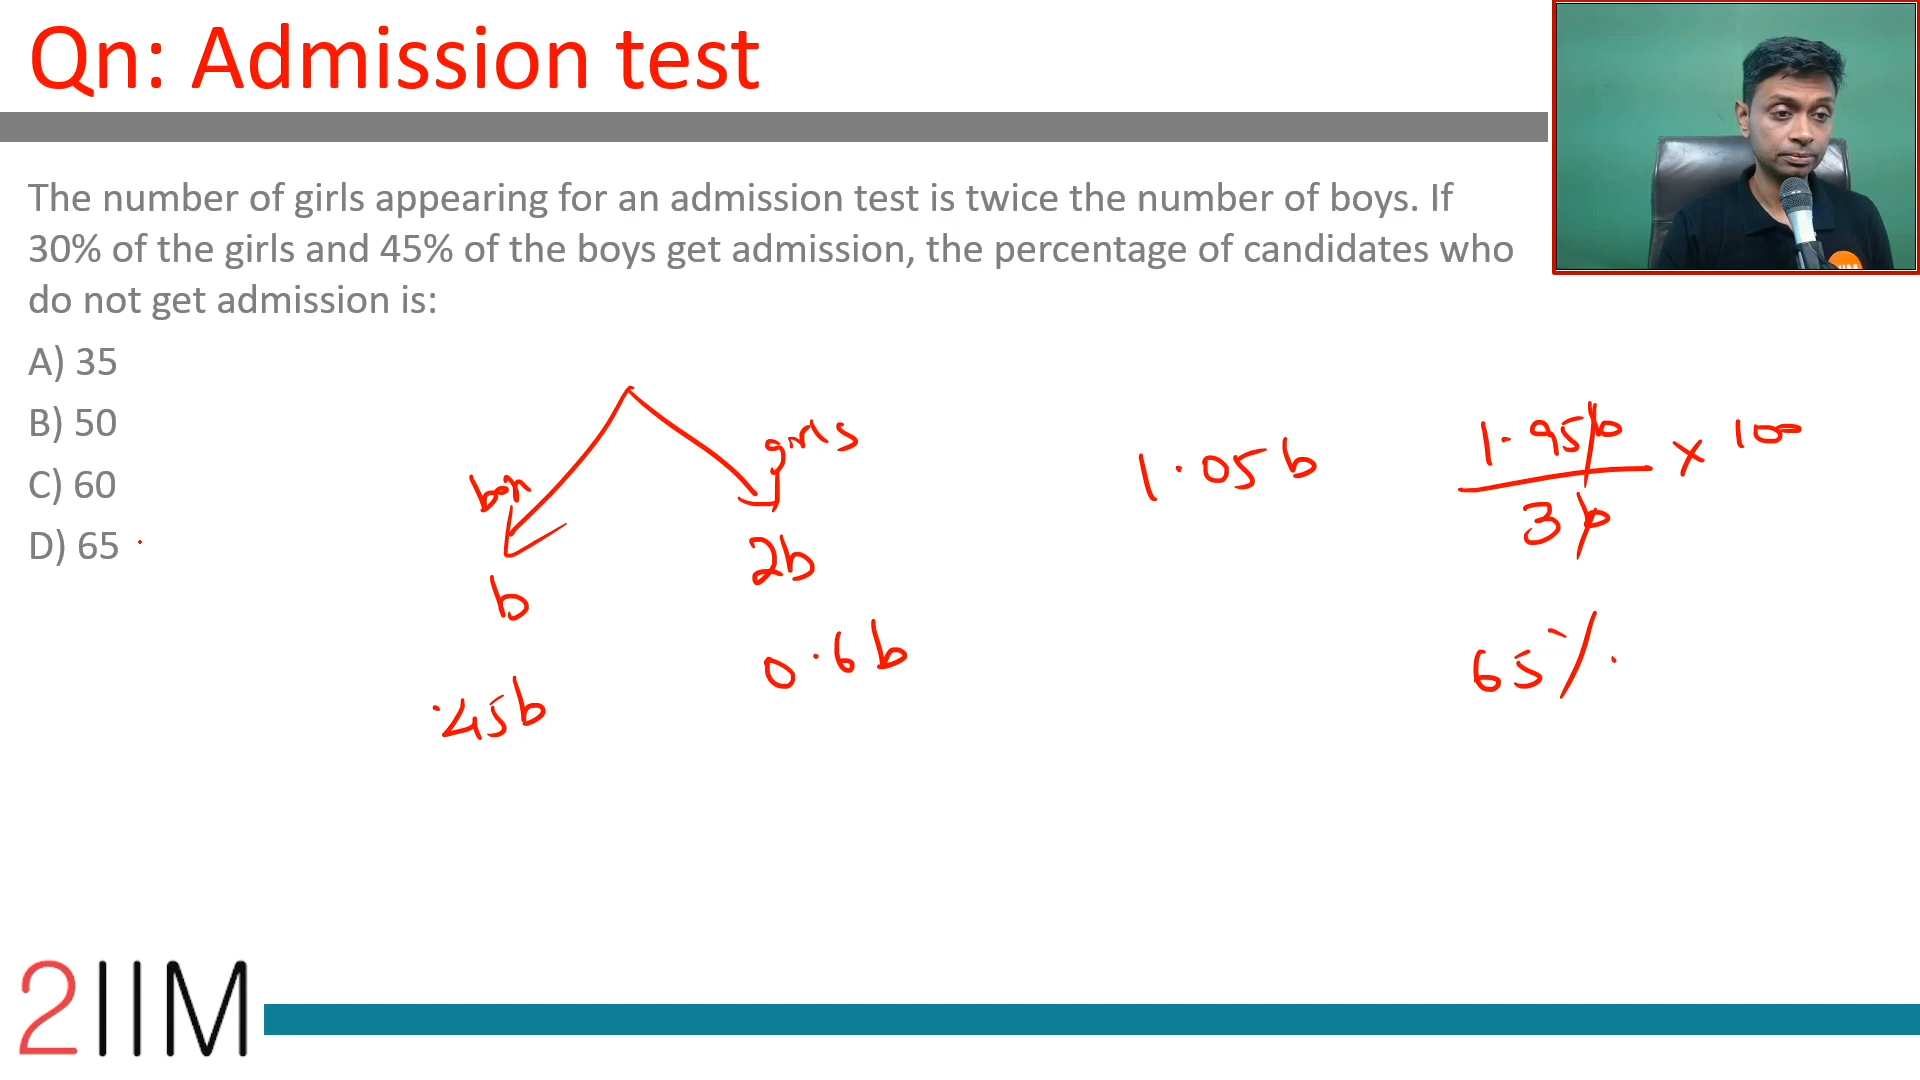 Qn: Admission test
The number of girls appearing for an admission test is twice the number of boys. If
30% of the girls and 45% of the boys get admission, the percentage of candidates who
do not get admission is:
A) 35
B) 50
C) 60
D) 65
girls
b
2b
.45b
0.6b
1.05b
1.95b
3b
× 100
65%
2IIM